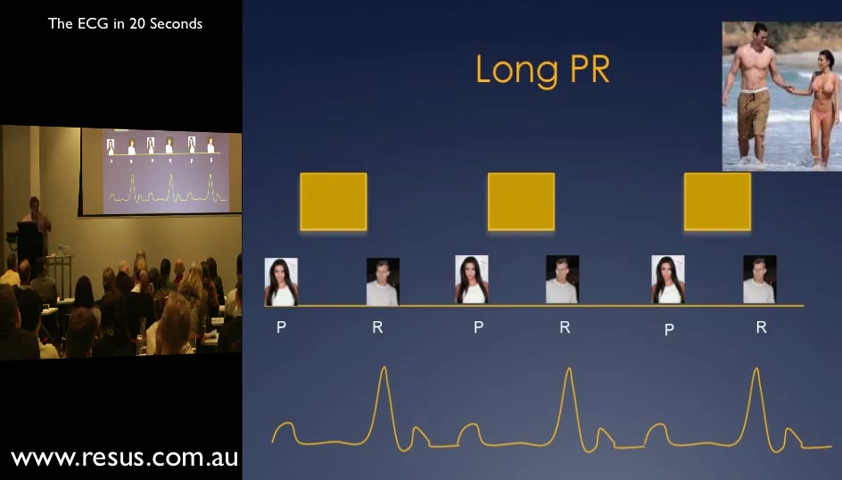 The ECG in 20 Seconds
Long PR
P R P R P R
www.resus.com.au